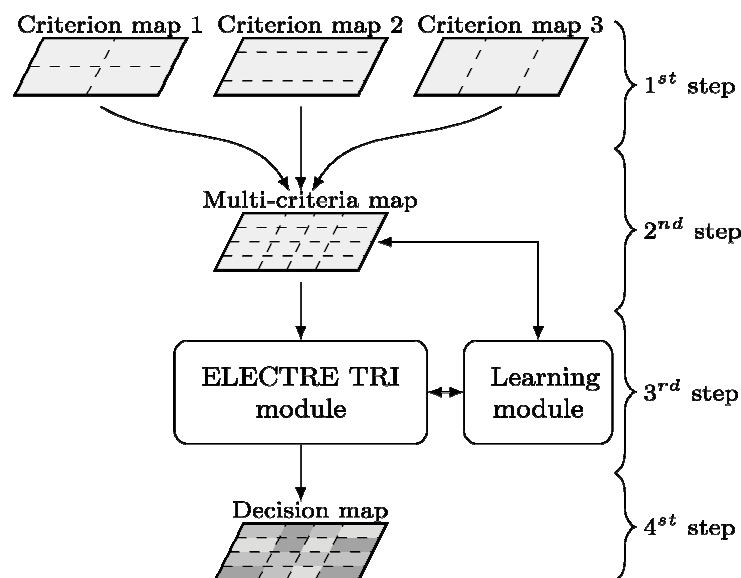 Criterion map 1 Criterion map 2 Criterion map 3
1st step
Multi-criteria map
2nd step
ELECTRE TRI
module
Learning
module
3rd step
Decision map
4st step